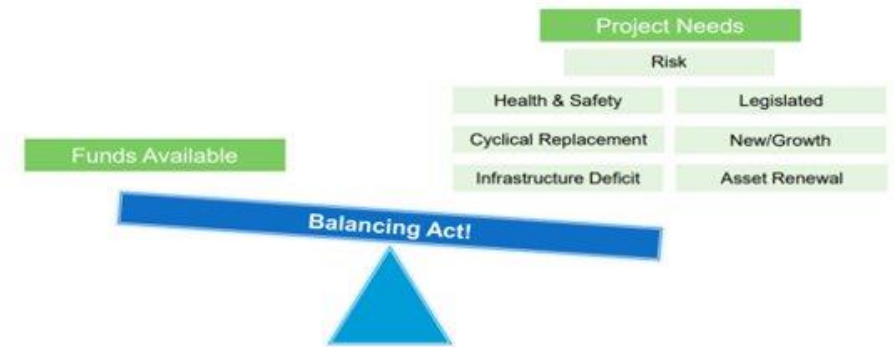 Project Needs
Risk
Health & Safety
Legislated
Cyclical Replacement
New/Growth
Infrastructure Deficit
Asset Renewal
Funds Available
Balancing Act!